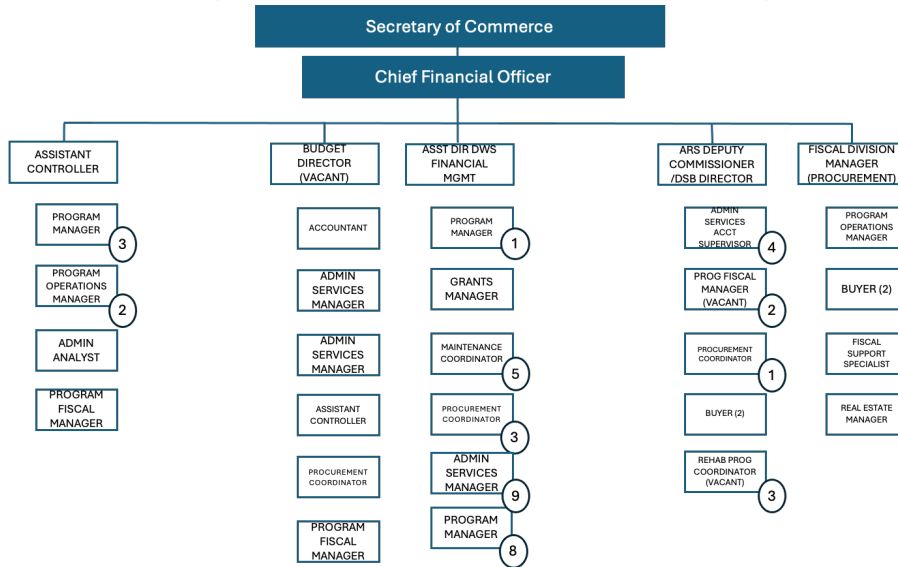 Secretary of Commerce
Chief Financial Officer
ASSISTANT
CONTROLLER
PROGRAM
MANAGER
3
PROGRAM
OPERATIONS
MANAGER
2
ADMIN
ANALYST
PROGRAM
FISCAL
MANAGER
BUDGET
DIRECTOR
(VACANT)
ACCOUNTANT
ADMIN
SERVICES
MANAGER
ADMIN
SERVICES
MANAGER
ASSISTANT
CONTROLLER
PROCUREMENT
COORDINATOR
PROGRAM
FISCAL
MANAGER
ASST DIR DWS
FINANCIAL
MGMT
PROGRAM
MANAGER
1
GRANTS
MANAGER
MAINTENANCE
COORDINATOR
5
PROCUREMENT
COORDINATOR
3
ADMIN
SERVICES
MANAGER
9
PROGRAM
MANAGER
8
ARS DEPUTY
COMMISSIONER
/DSB DIRECTOR
ADMIN
SERVICES
ACCT
SUPERVISOR
4
PROG FISCAL
MANAGER
(VACANT)
2
PROCUREMENT
COORDINATOR
1
BUYER (2)
REHAB PROG
COORDINATOR
(VACANT)
3
FISCAL DIVISION
MANAGER
(PROCUREMENT)
PROGRAM
OPERATIONS
MANAGER
BUYER (2)
FISCAL
SUPPORT
SPECIALIST
REAL ESTATE
MANAGER